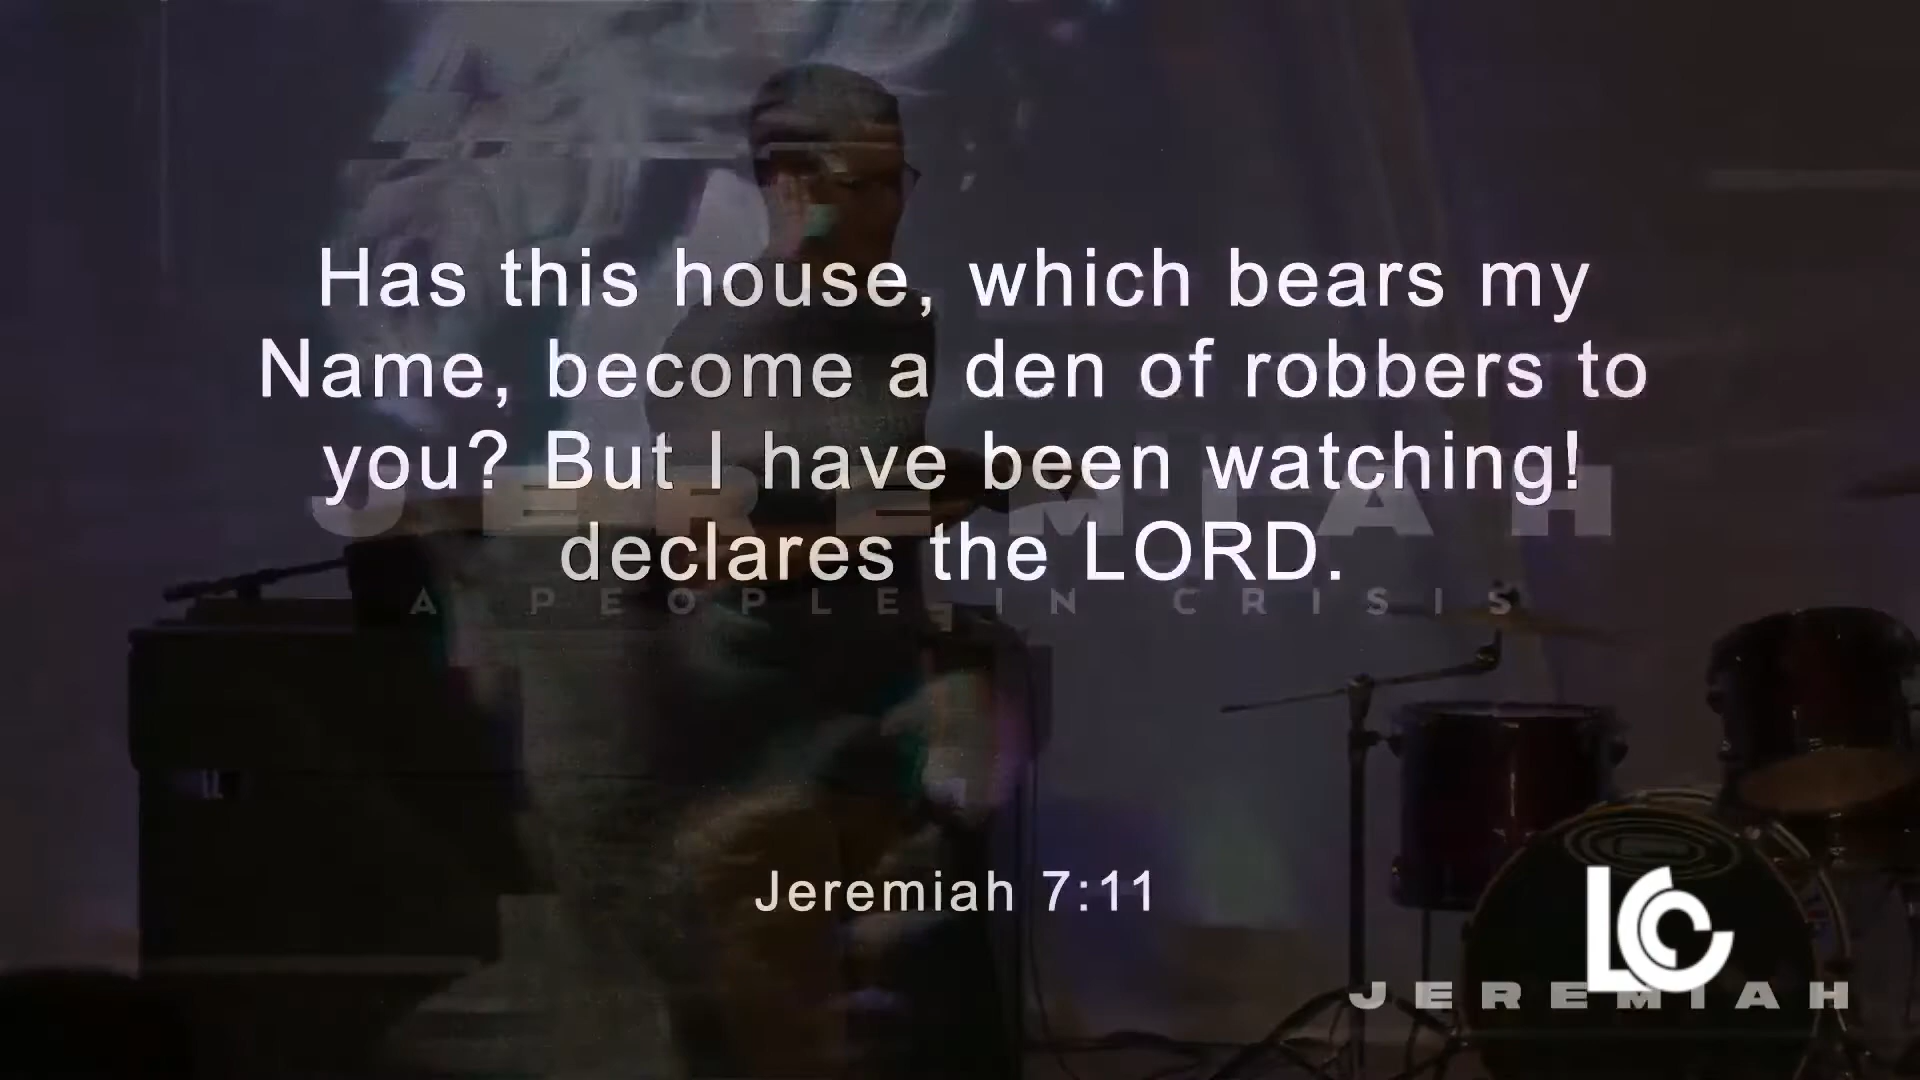 Has this house, which bears my
Name, become a den of robbers to
you? But I have been watching!
declares the LORD.
JEREMIAH
A PEOPLE IN CRISIS
Jeremiah 7:11
LCC
JEREMIAH